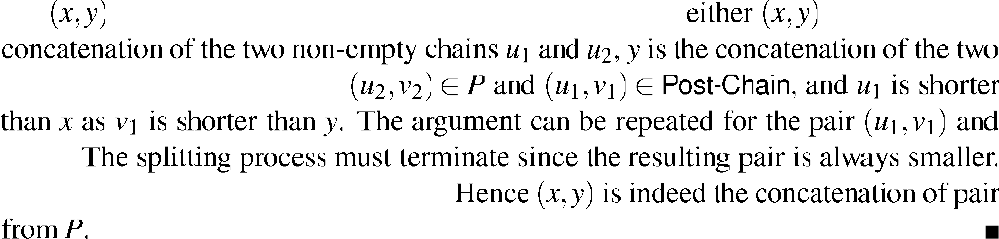 (x, y) either (x, y)
concatenation of the two non-empty chains u₁ and u₂, y is the concatenation of the two
(u₂, v₂) ∈ P and (u₁, v₁) ∈ Post-Chain, and u₁ is shorter
than x as v₁ is shorter than y. The argument can be repeated for the pair (u₁, v₁) and
The splitting process must terminate since the resulting pair is always smaller.
Hence (x, y) is indeed the concatenation of pair
from P. ■